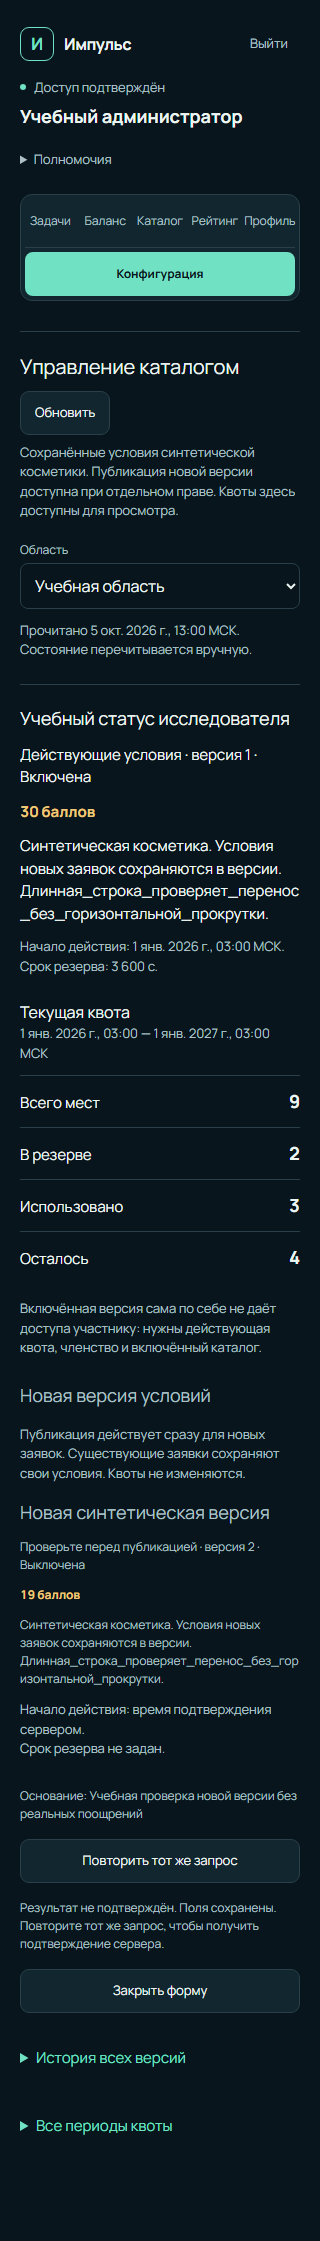 И Импульс Выйти
Доступ подтверждён
Учебный администратор
Полномочия
Задачи Баланс Каталог Рейтинг Профиль
Конфигурация
Управление каталогом
Обновить
Сохранённые условия синтетической
косметики. Публикация новой версии
доступна при отдельном праве. Квоты здесь
доступны для просмотра.
Область
Учебная область
Прочитано 5 окт. 2026 г., 13:00 МСК.
Состояние перечитывается вручную.
Учебный статус исследователя
Действующие условия · версия 1 ·
Включена
30 баллов
Синтетическая косметика. Условия
новых заявок сохраняются в версии.
Длинная_строка_проверяет_перенос
_без_горизонтальной_прокрутки.
Начало действия: 1 янв. 2026 г., 03:00 МСК.
Срок резерва: 3 600 с.
Текущая квота
1 янв. 2026 г., 03:00 — 1 янв. 2027 г., 03:00
МСК
Всего мест 9
В резерве 2
Использовано 3
Осталось 4
Включённая версия сама по себе не даёт
доступа участнику: нужны действующая
квота, членство и включённый каталог.
Новая версия условий
Публикация действует сразу для новых
заявок. Существующие заявки сохраняют
свои условия. Квоты не изменяются.
Новая синтетическая версия
Проверьте перед публикацией · версия 2 ·
Выключена
19 баллов
Синтетическая косметика. Условия новых
заявок сохраняются в версии.
Длинная_строка_проверяет_перенос_без_гор
изонтальной_прокрутки.
Начало действия: время подтверждения
сервером.
Срок резерва не задан.
Основание: Учебная проверка новой версии без
реальных поощрений
Повторить тот же запрос
Результат не подтверждён. Поля сохранены.
Повторите тот же запрос, чтобы получить
подтверждение сервера.
Закрыть форму
История всех версий
Все периоды квоты